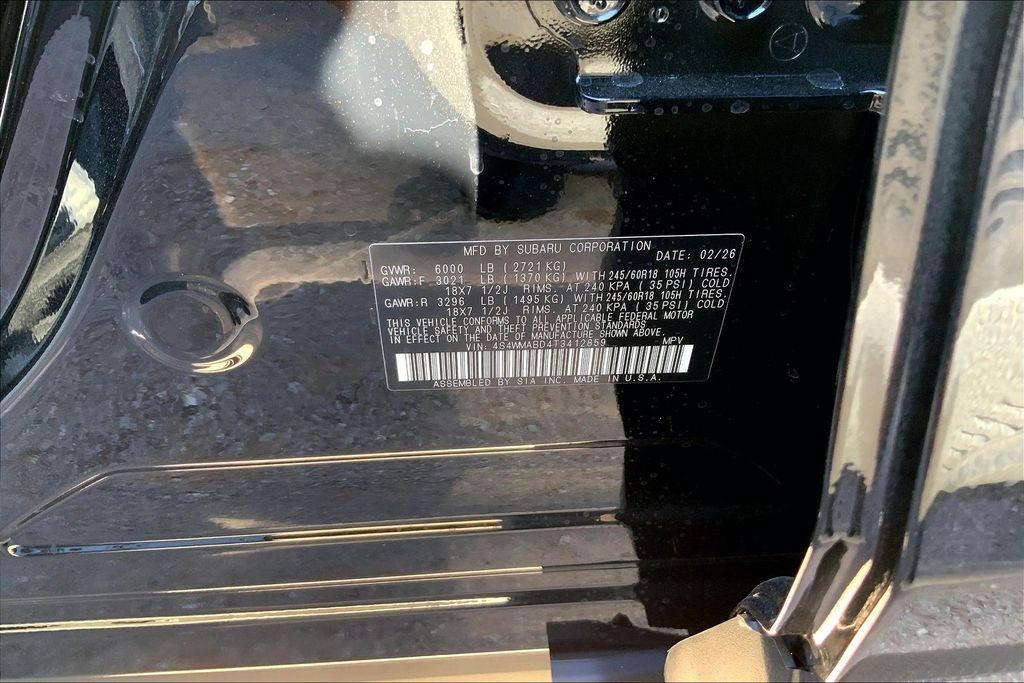 MFD BY SUBARU CORPORATION DATE: 02/26
GVWR: 6000 LB ( 2721 KG)
GAWR:F 3021 LB ( 1370 KG) WITH 245/60R18 105H TIRES.
18X7 1/2J RIMS. AT 240 KPA ( 35 PSI) COLD
GAWR:R 3296 LB ( 1495 KG) WITH 245/60R18 105H TIRES.
18X7 1/2J RIMS. AT 240 KPA ( 35 PSI) COLD
THIS VEHICLE CONFORMS TO ALL APPLICABLE FEDERAL MOTOR
VEHICLE SAFETY AND THEFT PREVENTION STANDARDS
IN EFFECT ON THE DATE OF MANUFACTURE SHOWN ABOVE.
VIN: 4S4WMABD4T3412859 MPV
ASSEMBLED BY SIA INC. MADE IN U.S.A.